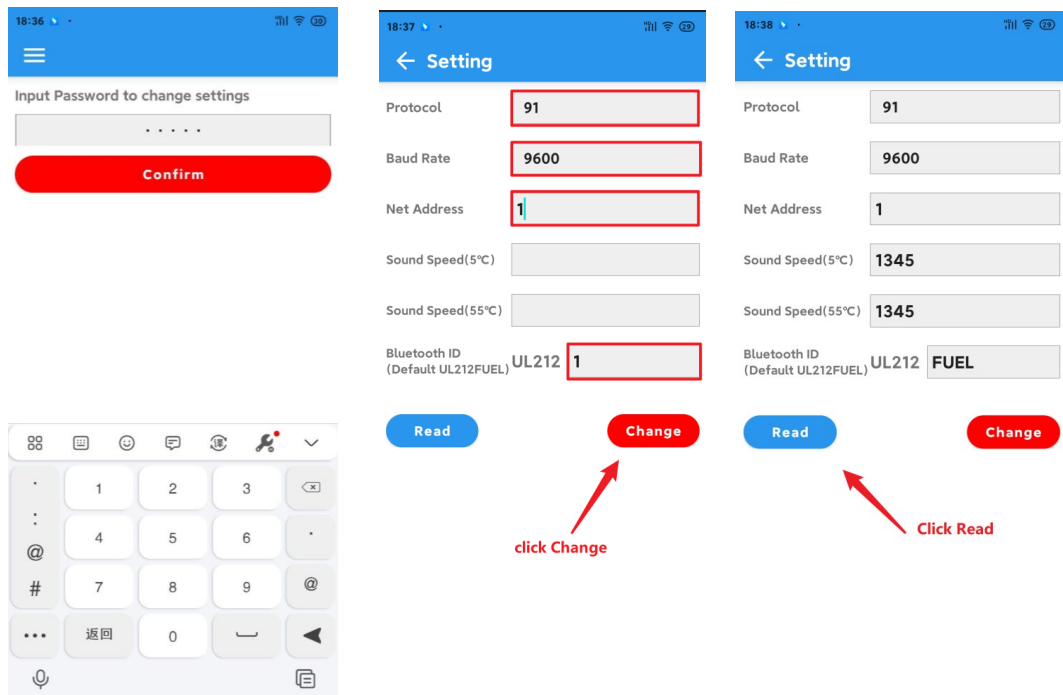 18:36
30
Input Password to change settings
.....
Confirm
1
2
3
4
5
6
7
8
9
0
.
:
@
#
.
@
返回
译
18:37
29
Setting
Protocol
91
Baud Rate
9600
Net Address
1
Sound Speed(5℃)
Sound Speed(55℃)
Bluetooth ID
(Default UL212FUEL)
UL212
1
Read
Change
click Change
18:38
29
Setting
Protocol
91
Baud Rate
9600
Net Address
1
Sound Speed(5℃)
1345
Sound Speed(55℃)
1345
Bluetooth ID
(Default UL212FUEL)
UL212
FUEL
Read
Change
Click Read